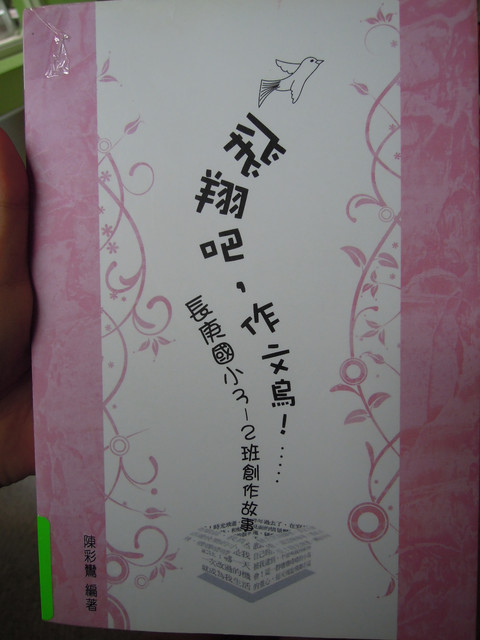 飛翔吧，作文鳥！……
長庚國小3-2班創作故事
陳彩鸞 編著